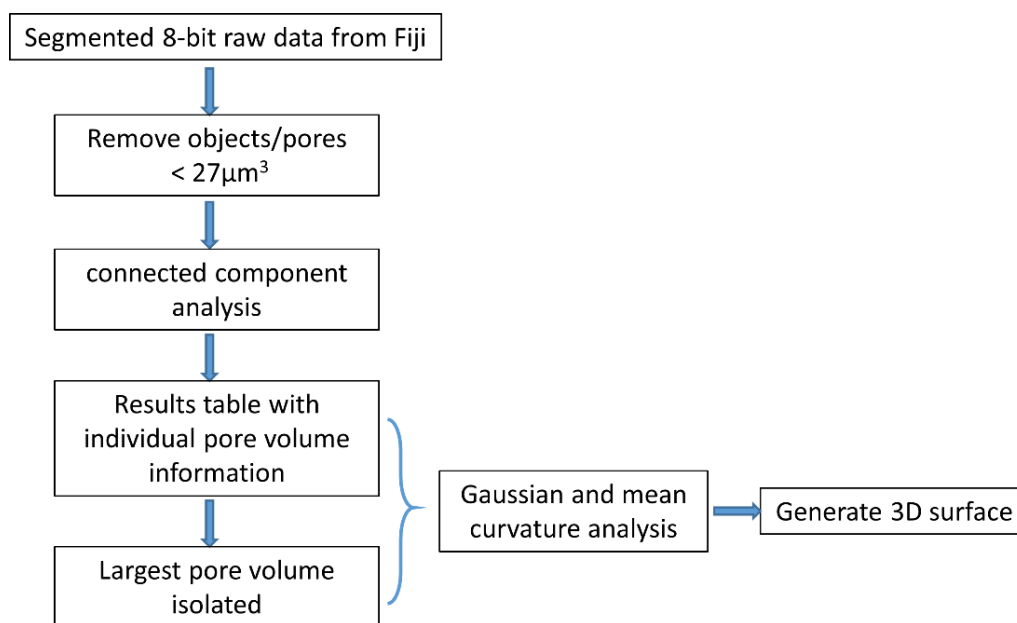 Segmented 8-bit raw data from Fiji
Remove objects/pores
< 27µm³
connected component
analysis
Results table with
individual pore volume
information
Largest pore volume
isolated
Gaussian and mean
curvature analysis
Generate 3D surface